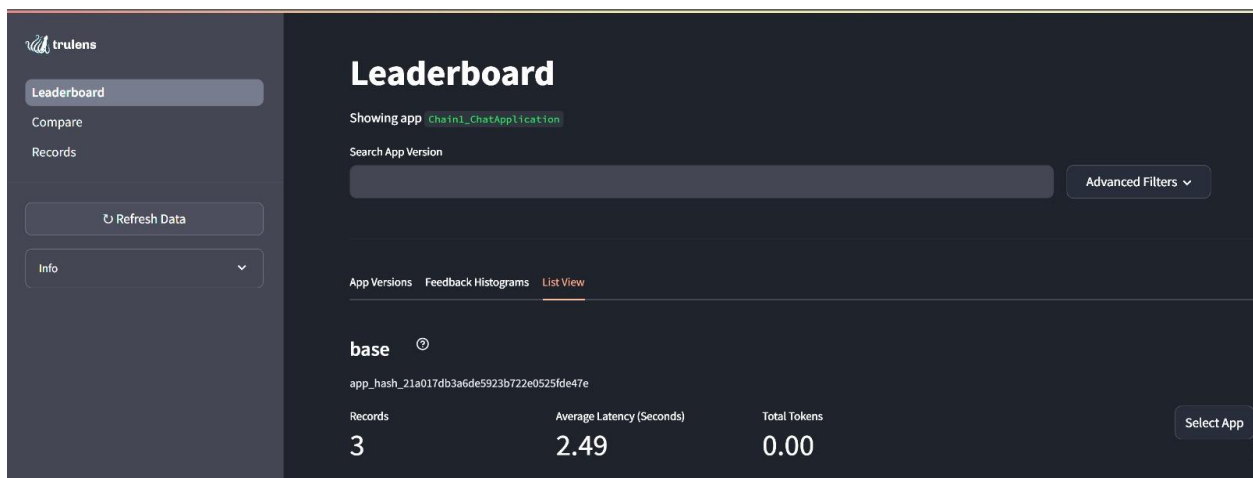 trulens
Leaderboard
Compare
Records
↻ Refresh Data
Info
Leaderboard
Showing app Chain1_ChatApplication
Search App Version
Advanced Filters
App Versions Feedback Histograms List View
base
app_hash_21a017db3a6de5923b722e0525fde47e
Records Average Latency (Seconds) Total Tokens
3 2.49 0.00
Select App